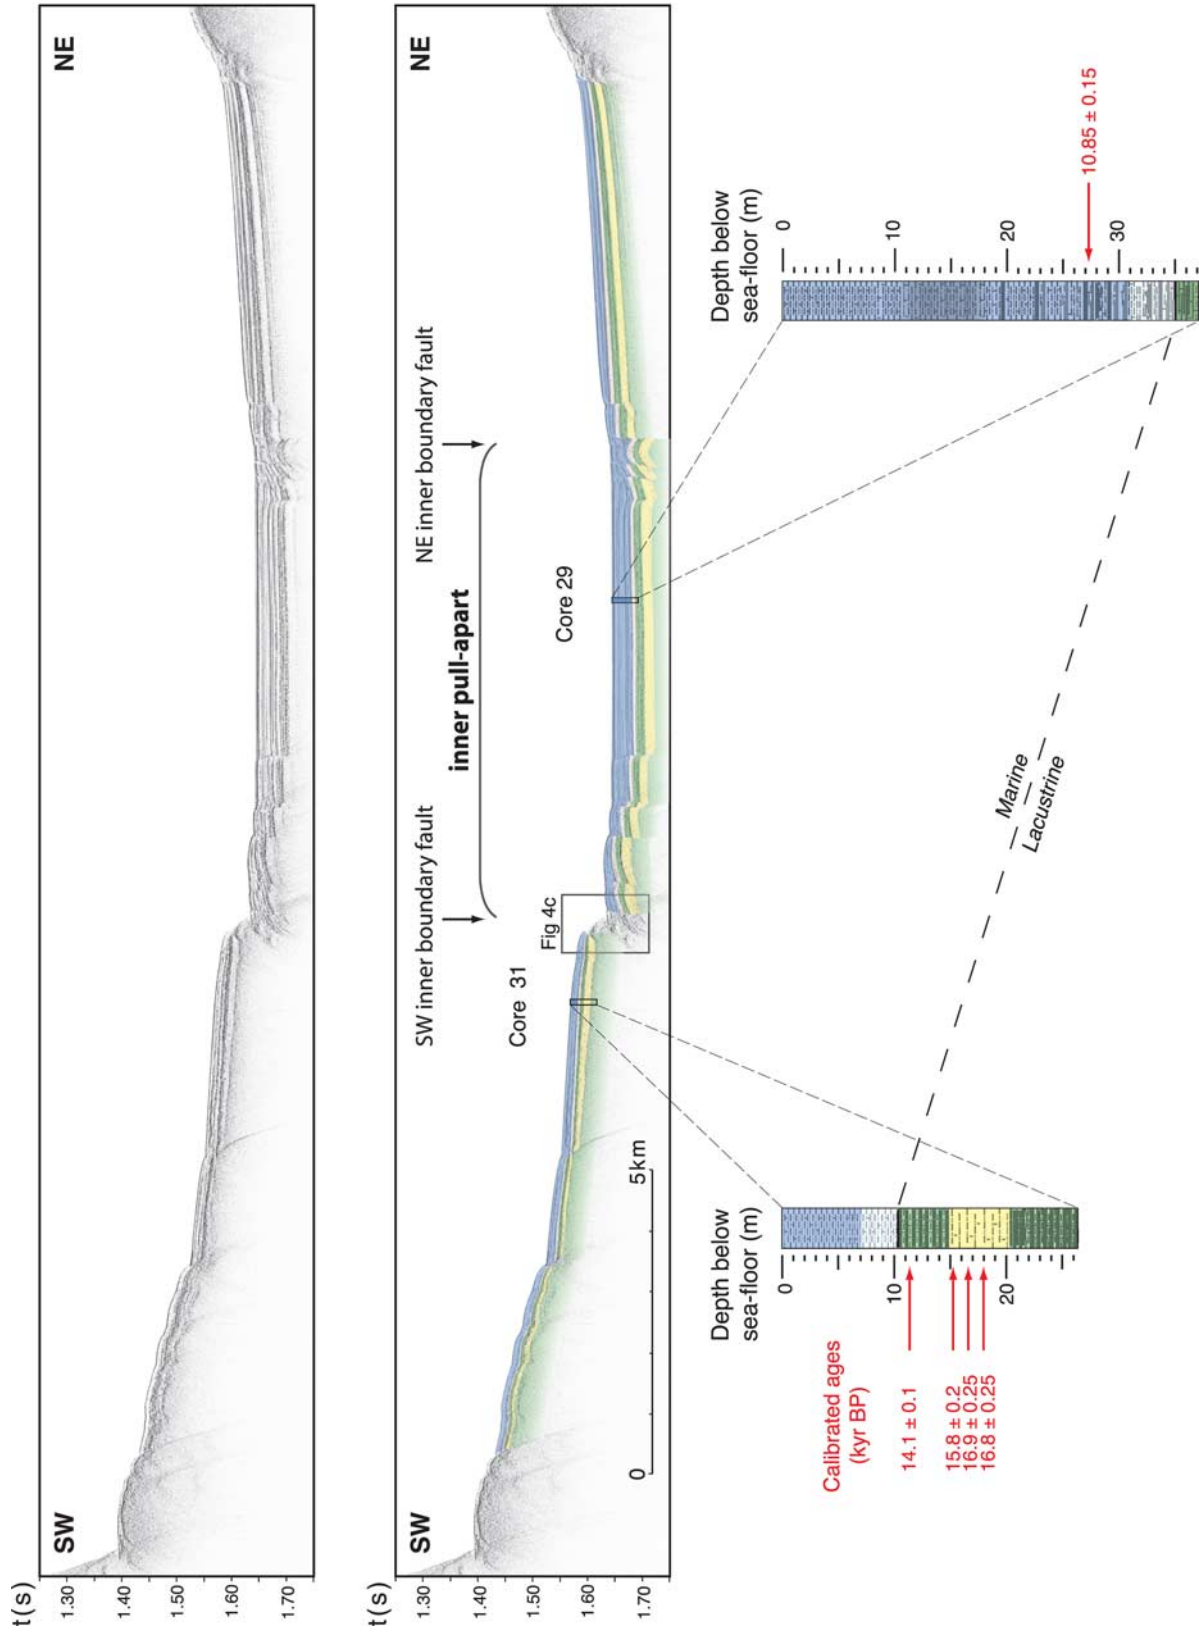 t(s)
1.30
1.40
1.50
1.60
1.70
SW
NE
t(s)
1.30
1.40
1.50
1.60
1.70
SW
NE
SW inner boundary fault
NE inner boundary fault
inner pull-apart
Core 31
Core 29
Fig 4c
0
5km
Depth below
sea-floor (m)
0
10
20
Calibrated ages
(kyr BP)
14.1 ± 0.1
15.8 ± 0.2
16.9 ± 0.25
16.8 ± 0.25
Marine
Lacustrine
Depth below
sea-floor (m)
0
10
20
30
10.85 ± 0.15